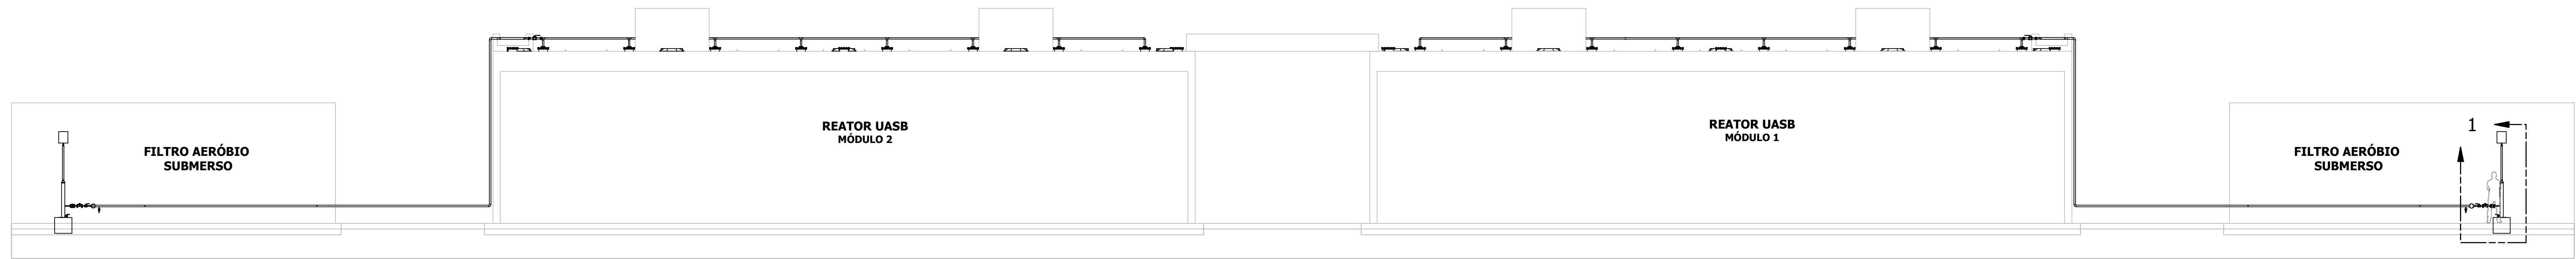 FILTRO AERÓBIO
SUBMERSO
REATOR UASB
MÓDULO 2
REATOR UASB
MÓDULO 1
FILTRO AERÓBIO
SUBMERSO
1